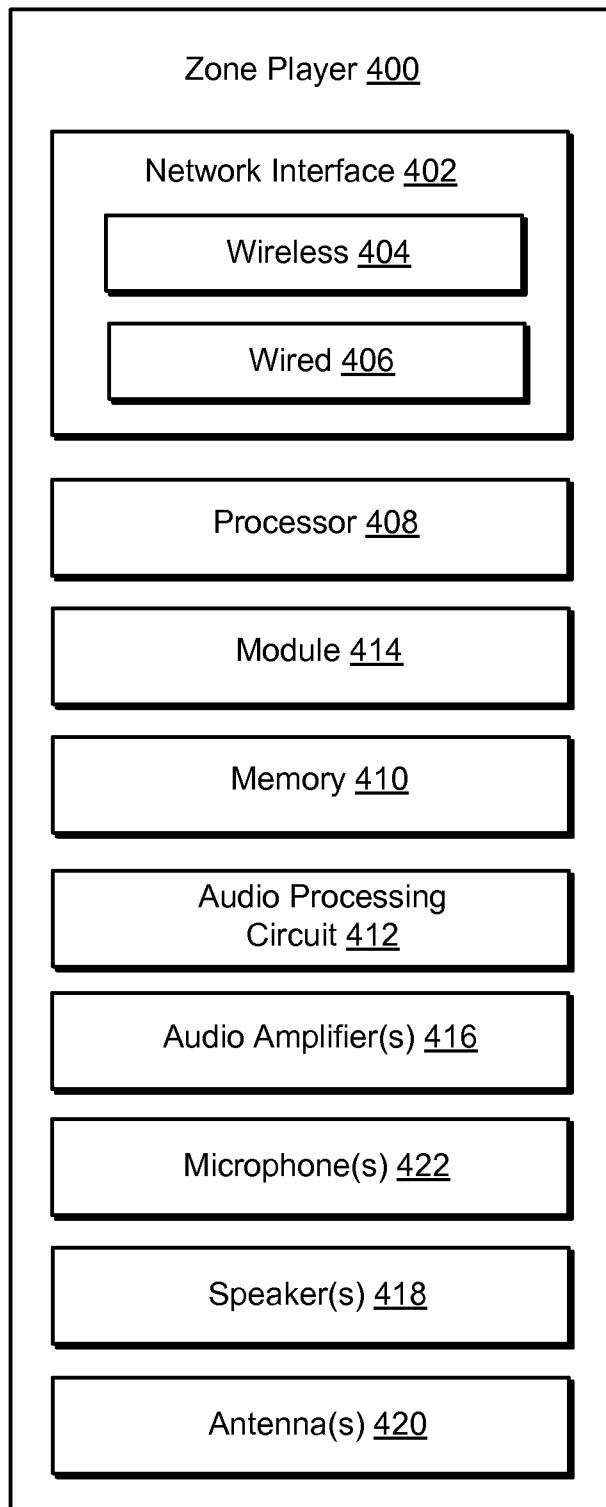 Zone Player 400
Network Interface 402
Wireless 404
Wired 406
Processor 408
Module 414
Memory 410
Audio Processing
Circuit 412
Audio Amplifier(s) 416
Microphone(s) 422
Speaker(s) 418
Antenna(s) 420